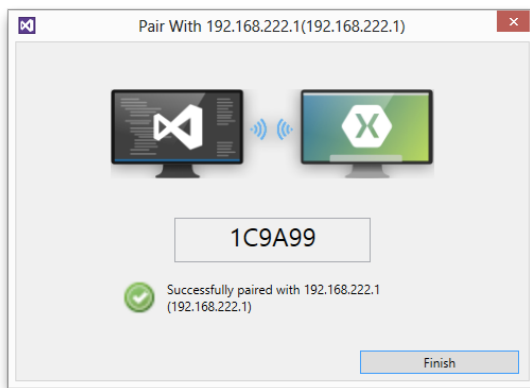 Pair With 192.168.222.1(192.168.222.1)
1C9A99
Successfully paired with 192.168.222.1
(192.168.222.1)
Finish